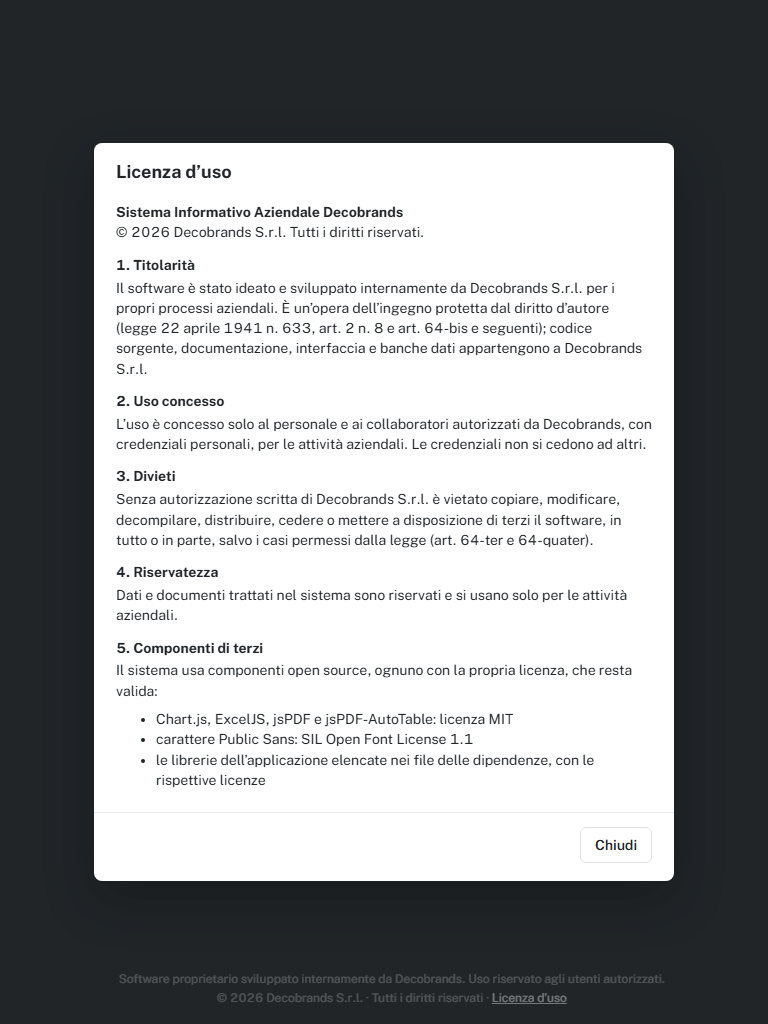 Licenza d’uso
Sistema Informativo Aziendale Decobrands
© 2026 Decobrands S.r.l. Tutti i diritti riservati.
1. Titolarità
Il software è stato ideato e sviluppato internamente da Decobrands S.r.l. per i
propri processi aziendali. È un’opera dell’ingegno protetta dal diritto d’autore
(legge 22 aprile 1941 n. 633, art. 2 n. 8 e art. 64-bis e seguenti); codice
sorgente, documentazione, interfaccia e banche dati appartengono a Decobrands
S.r.l.
2. Uso concesso
L’uso è concesso solo al personale e ai collaboratori autorizzati da Decobrands, con
credenziali personali, per le attività aziendali. Le credenziali non si cedono ad altri.
3. Divieti
Senza autorizzazione scritta di Decobrands S.r.l. è vietato copiare, modificare,
decompilare, distribuire, cedere o mettere a disposizione di terzi il software, in
tutto o in parte, salvo i casi permessi dalla legge (art. 64-ter e 64-quater).
4. Riservatezza
Dati e documenti trattati nel sistema sono riservati e si usano solo per le attività
aziendali.
5. Componenti di terzi
Il sistema usa componenti open source, ognuno con la propria licenza, che resta
valida:
• Chart.js, ExcelJS, jsPDF e jsPDF-AutoTable: licenza MIT
• carattere Public Sans: SIL Open Font License 1.1
• le librerie dell’applicazione elencate nei file delle dipendenze, con le
rispettive licenze
Chiudi
Software proprietario sviluppato internamente da Decobrands. Uso riservato agli utenti autorizzati.
© 2026 Decobrands S.r.l. · Tutti i diritti riservati · Licenza d’uso